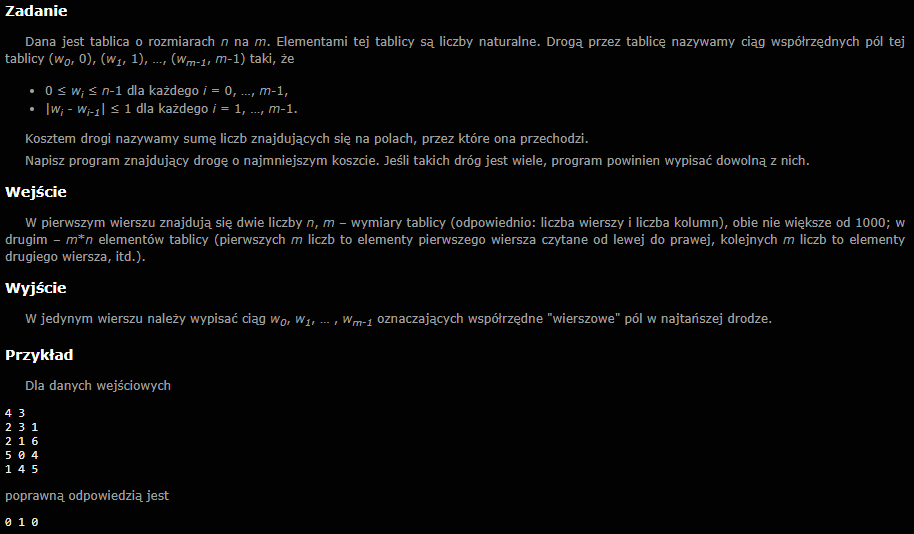 Zadanie
Dana jest tablica o rozmiarach n na m. Elementami tej tablicy są liczby naturalne. Drogą przez tablicę nazywamy ciąg współrzędnych pól tej
tablicy (w0, 0), (w1, 1), ..., (wm-1, m-1) taki, że
• 0 ≤ wi ≤ n-1 dla każdego i = 0, ..., m-1,
• |wi - wi-1| ≤ 1 dla każdego i = 1, ..., m-1.
Kosztem drogi nazywamy sumę liczb znajdujących się na polach, przez które ona przechodzi.
Napisz program znajdujący drogę o najmniejszym koszcie. Jeśli takich dróg jest wiele, program powinien wypisać dowolną z nich.
Wejście
W pierwszym wierszu znajdują się dwie liczby n, m – wymiary tablicy (odpowiednio: liczba wierszy i liczba kolumn), obie nie większe od 1000; w
drugim – m*n elementów tablicy (pierwszych m liczb to elementy pierwszego wiersza czytane od lewej do prawej, kolejnych m liczb to elementy
drugiego wiersza, itd.).
Wyjście
W jedynym wierszu należy wypisać ciąg w0, w1, ... , wm-1 oznaczających współrzędne "wierszowe" pól w najtańszej drodze.
Przykład
Dla danych wejściowych
4 3
2 3 1
2 1 6
5 0 4
1 4 5
poprawną odpowiedzią jest
0 1 0